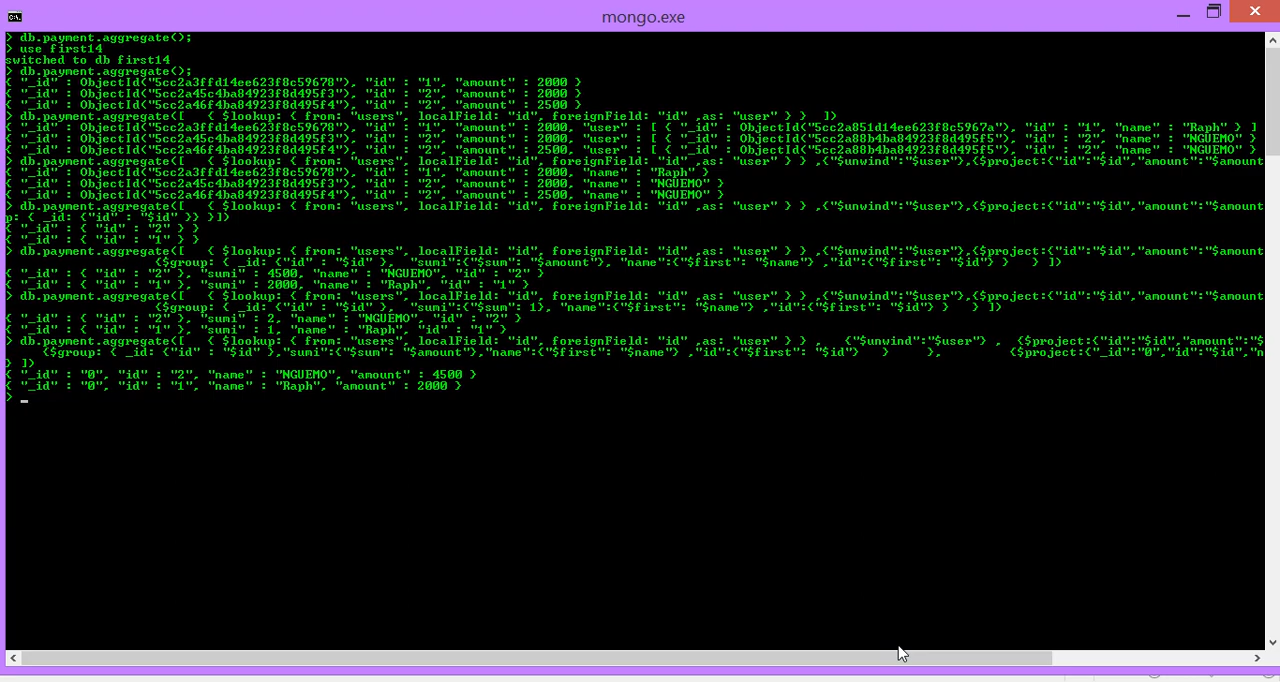 mongo.exe
> db.payment.aggregate();
> use first14
switched to db first14
> db.payment.aggregate();
{ "_id" : ObjectId("5cc2a3ffd14ee623f8c59678"), "id" : "1", "amount" : 2000 }
{ "_id" : ObjectId("5cc2a45c4ba84923f8d495f3"), "id" : "2", "amount" : 2000 }
{ "_id" : ObjectId("5cc2a46f4ba84923f8d495f4"), "id" : "2", "amount" : 2500 }
> db.payment.aggregate([   { $lookup: { from: "users", localField: "id", foreignField: "id" ,as: "user" } }  ])
{ "_id" : ObjectId("5cc2a3ffd14ee623f8c59678"), "id" : "1", "amount" : 2000, "user" : [ { "_id" : ObjectId("5cc2a851d14ee623f8c5967a"), "id" : "1", "name" : "Raph" } ]
{ "_id" : ObjectId("5cc2a45c4ba84923f8d495f3"), "id" : "2", "amount" : 2000, "user" : [ { "_id" : ObjectId("5cc2a88b4ba84923f8d495f5"), "id" : "2", "name" : "NGUEMO" }
{ "_id" : ObjectId("5cc2a46f4ba84923f8d495f4"), "id" : "2", "amount" : 2500, "user" : [ { "_id" : ObjectId("5cc2a88b4ba84923f8d495f5"), "id" : "2", "name" : "NGUEMO" }
> db.payment.aggregate([   { $lookup: { from: "users", localField: "id", foreignField: "id" ,as: "user" } } ,{"$unwind":"$user"},{$project:{"id":"$id","amount":"$amount
{ "_id" : ObjectId("5cc2a3ffd14ee623f8c59678"), "id" : "1", "amount" : 2000, "name" : "Raph" }
{ "_id" : ObjectId("5cc2a45c4ba84923f8d495f3"), "id" : "2", "amount" : 2000, "name" : "NGUEMO" }
{ "_id" : ObjectId("5cc2a46f4ba84923f8d495f4"), "id" : "2", "amount" : 2500, "name" : "NGUEMO" }
> db.payment.aggregate([   { $lookup: { from: "users", localField: "id", foreignField: "id" ,as: "user" } } ,{"$unwind":"$user"},{$project:{"id":"$id","amount":"$amount
p: { _id: {"id" : "$id" }} }])
{ "_id" : { "id" : "2" } }
{ "_id" : { "id" : "1" } }
> db.payment.aggregate([   { $lookup: { from: "users", localField: "id", foreignField: "id" ,as: "user" } } ,{"$unwind":"$user"},{$project:{"id":"$id","amount":"$amount
{$group: { _id: {"id" : "$id" },  "sumi":{"$sum": "$amount"}, "name":{"$first": "$name"} ,"id":{"$first": "$id"} }   } ])
{ "_id" : { "id" : "2" }, "sumi" : 4500, "name" : "NGUEMO", "id" : "2" }
{ "_id" : { "id" : "1" }, "sumi" : 2000, "name" : "Raph", "id" : "1" }
> db.payment.aggregate([   { $lookup: { from: "users", localField: "id", foreignField: "id" ,as: "user" } } ,{"$unwind":"$user"},{$project:{"id":"$id","amount":"$amount
{$group: { _id: {"id" : "$id" },  "sumi":{"$sum": 1}, "name":{"$first": "$name"} ,"id":{"$first": "$id"} }   } ])
{ "_id" : { "id" : "2" }, "sumi" : 2, "name" : "NGUEMO", "id" : "2" }
{ "_id" : { "id" : "1" }, "sumi" : 1, "name" : "Raph", "id" : "1" }
> db.payment.aggregate([   { $lookup: { from: "users", localField: "id", foreignField: "id" ,as: "user" } } ,   {"$unwind":"$user"} ,  {$project:{"id":"$id","amount":"$
{$group: { _id: {"id" : "$id" },"sumi":{"$sum": "$amount"},"name":{"$first": "$name"} ,"id":{"$first": "$id"}   }     },         {$project:{"_id":"0","id":"$id","n
} ])
{ "_id" : "0", "id" : "2", "name" : "NGUEMO", "amount" : 4500 }
{ "_id" : "0", "id" : "1", "name" : "Raph", "amount" : 2000 }
>